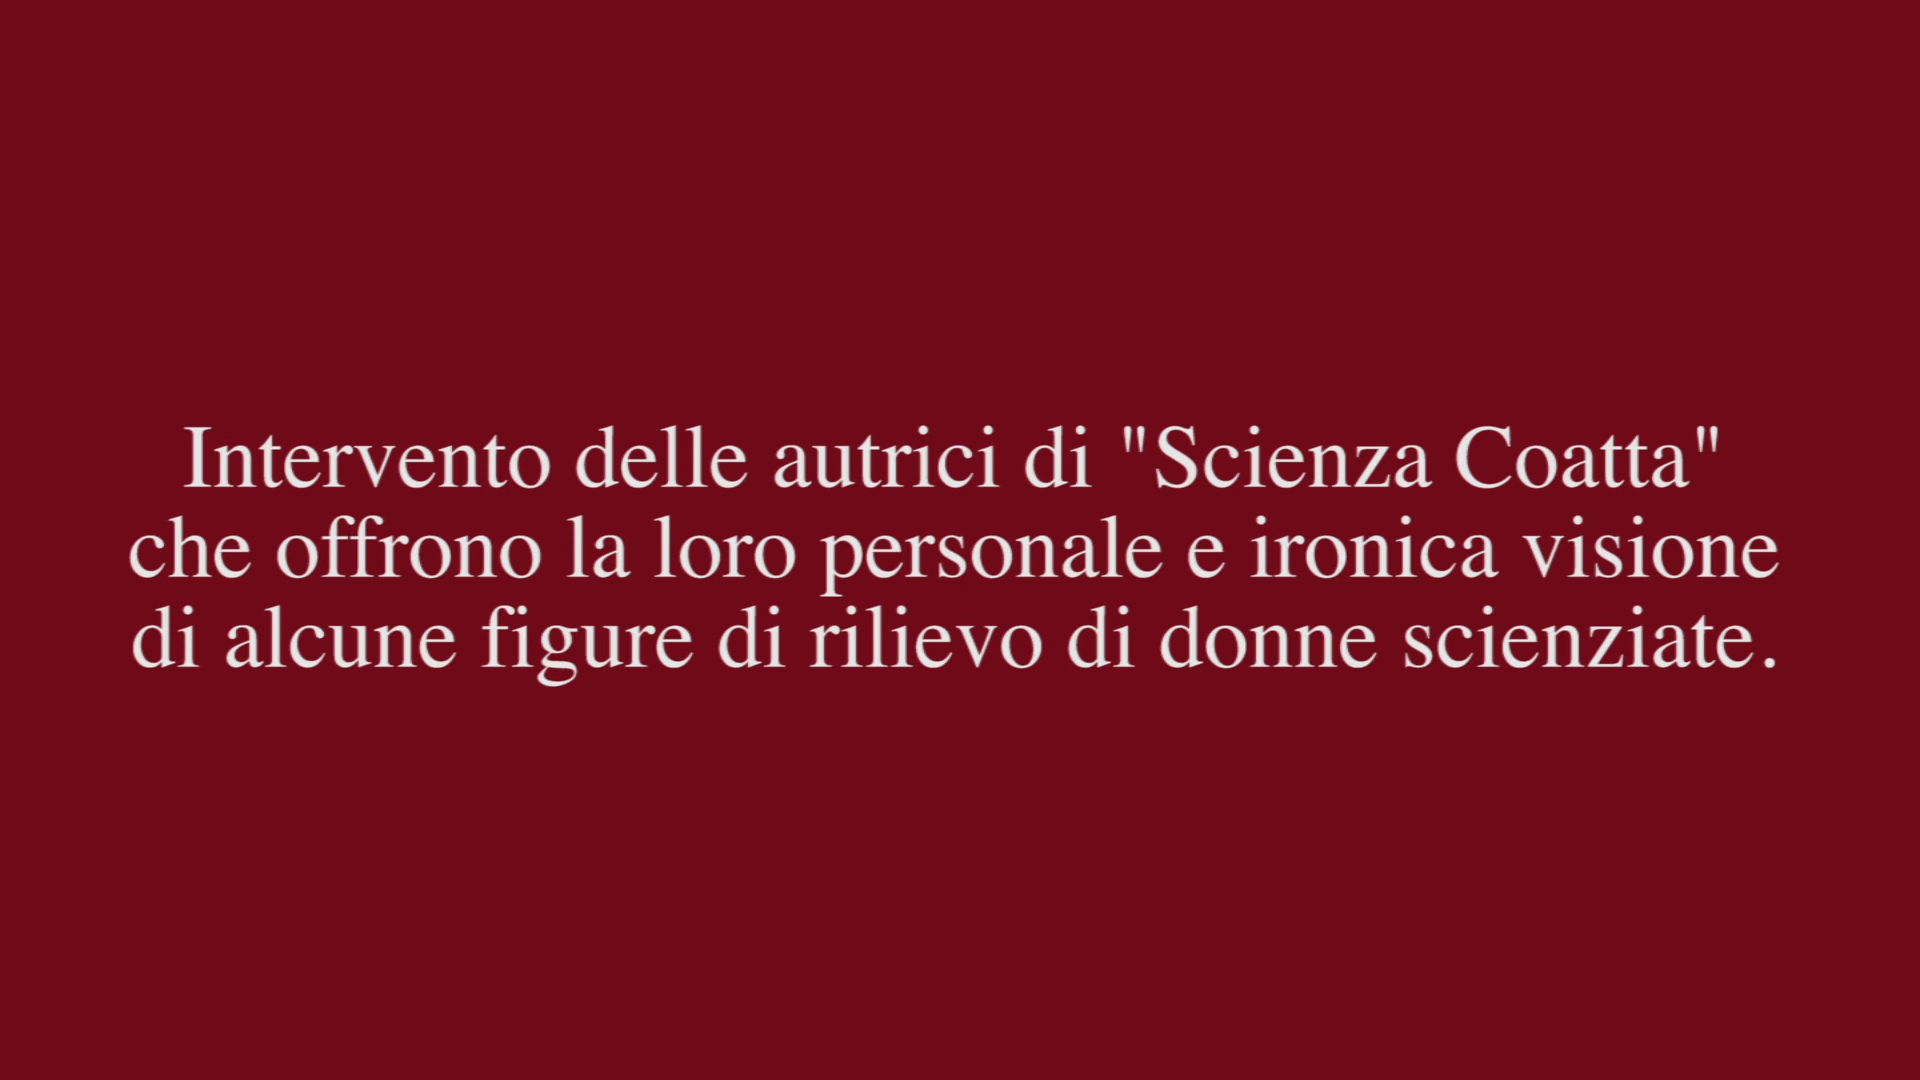 Intervento delle autrici di "Scienza Coatta"
che offrono la loro personale e ironica visione
di alcune figure di rilievo di donne scienziate.